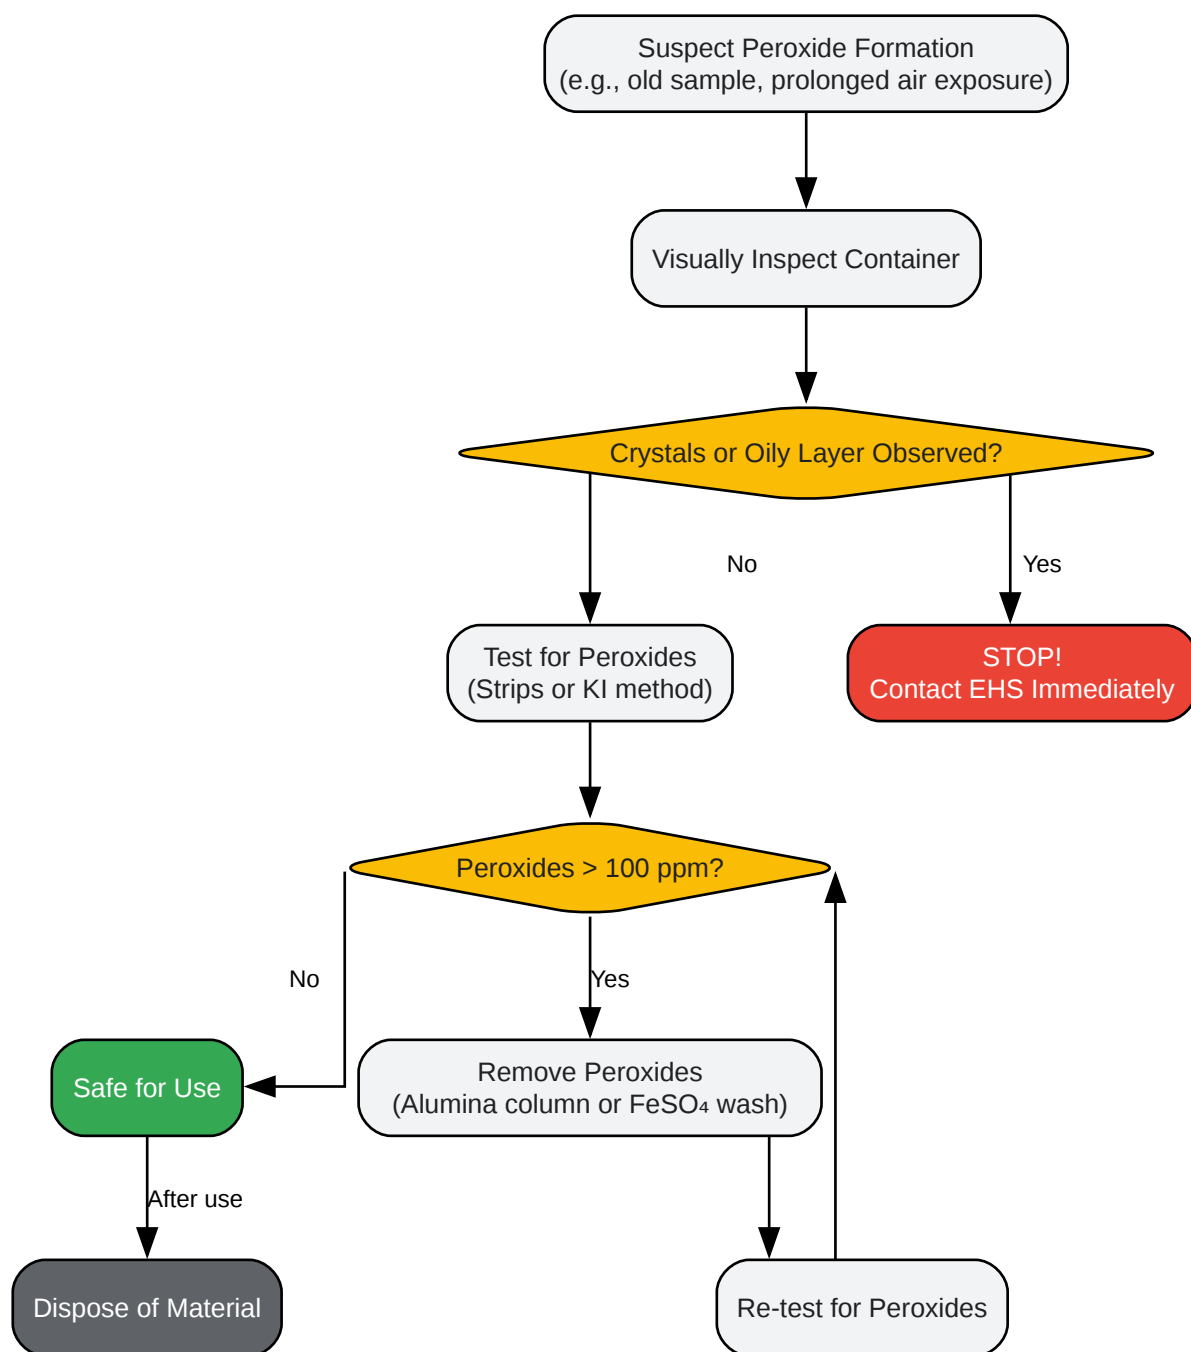 Suspect Peroxide Formation
(e.g., old sample, prolonged air exposure)
Visually Inspect Container
Crystals or Oily Layer Observed?
No
Yes
Test for Peroxides
(Strips or KI method)
STOP!
Contact EHS Immediately
Peroxides > 100 ppm?
No
Yes
Safe for Use
Remove Peroxides
(Alumina column or FeSO₄ wash)
After use
Dispose of Material
Re-test for Peroxides